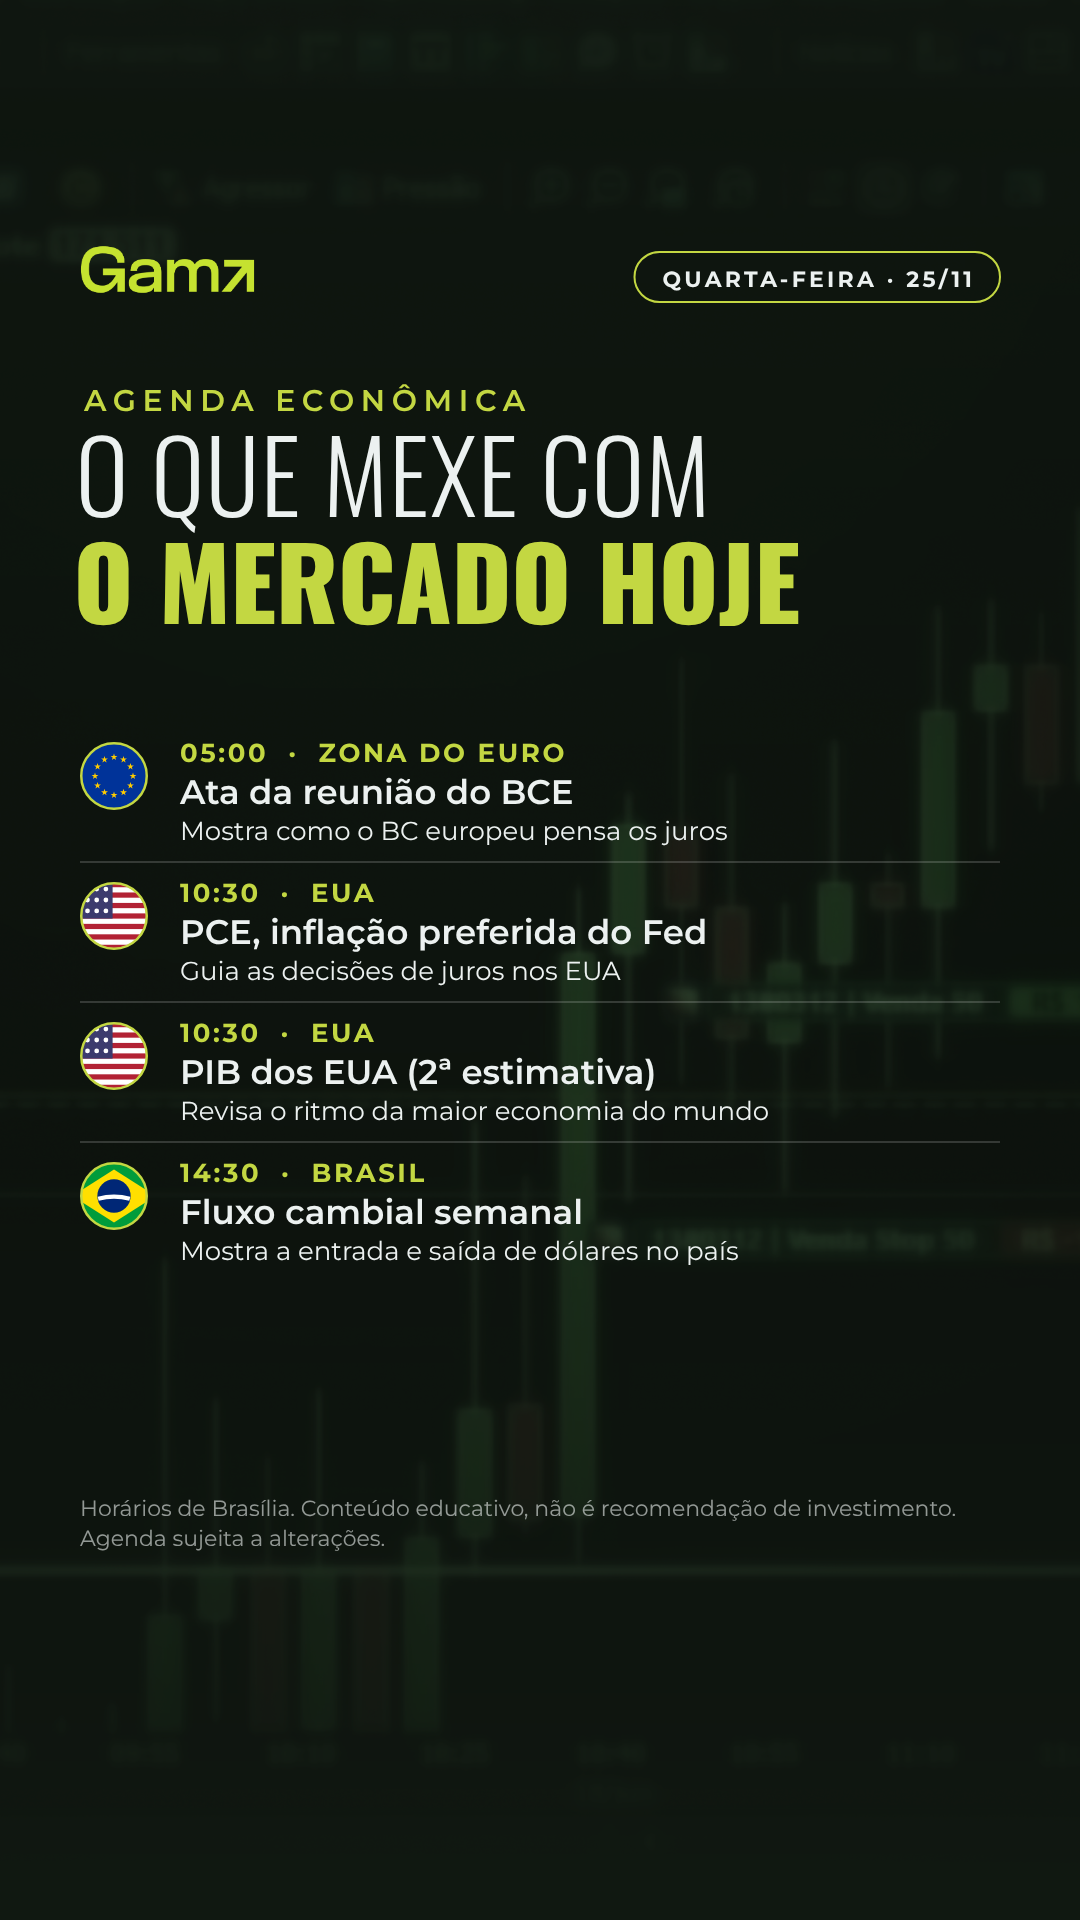 Gama
QUARTA-FEIRA · 25/11
AGENDA ECONÔMICA
O QUE MEXE COM
O MERCADO HOJE
05:00 · ZONA DO EURO
Ata da reunião do BCE
Mostra como o BC europeu pensa os juros
10:30 · EUA
PCE, inflação preferida do Fed
Guia as decisões de juros nos EUA
10:30 · EUA
PIB dos EUA (2ª estimativa)
Revisa o ritmo da maior economia do mundo
14:30 · BRASIL
Fluxo cambial semanal
Mostra a entrada e saída de dólares no país
Horários de Brasília. Conteúdo educativo, não é recomendação de investimento.
Agenda sujeita a alterações.